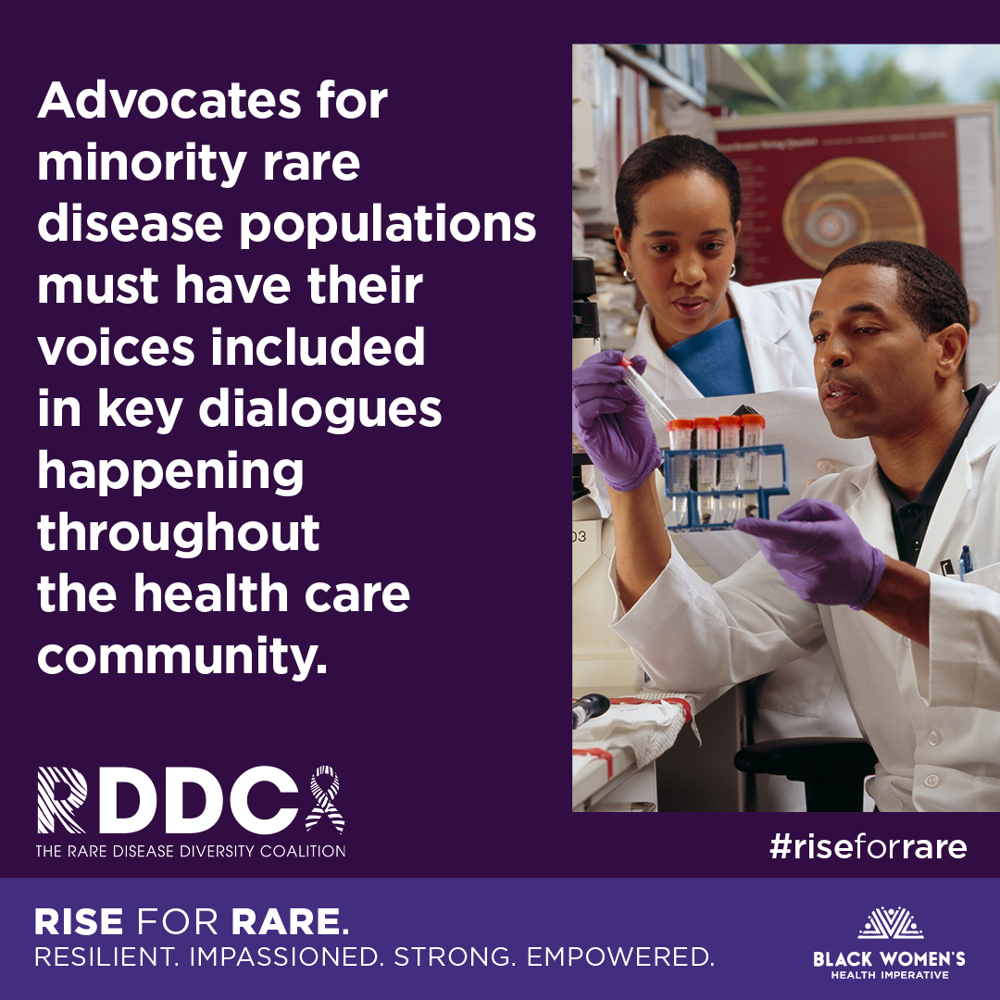 Advocates for
minority rare
disease populations
must have their
voices included
in key dialogues
happening
throughout
the health care
community.
03
RDDC
THE RARE DISEASE DIVERSITY COALITION
#riseforrare
RISE FOR RARE.
RESILIENT. IMPASSIONED. STRONG. EMPOWERED.
BLACK WOMEN'S
HEALTH IMPERATIVE